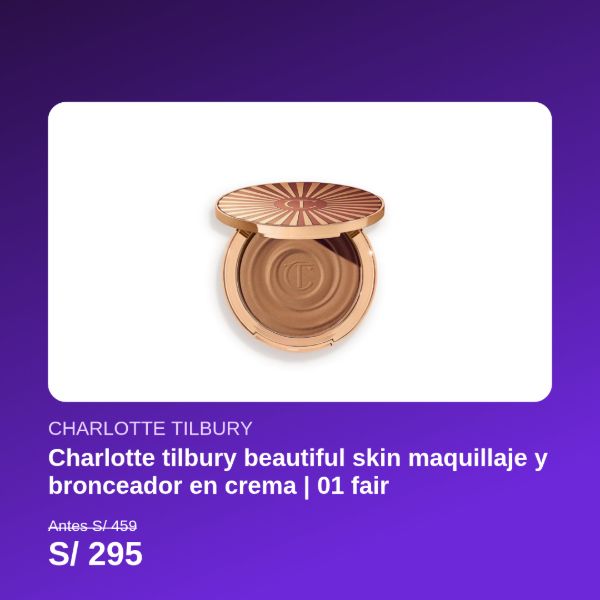 CHARLOTTE TILBURY
Charlotte tilbury beautiful skin maquillaje y
bronceador en crema | 01 fair
Antes S/ 459
S/ 295